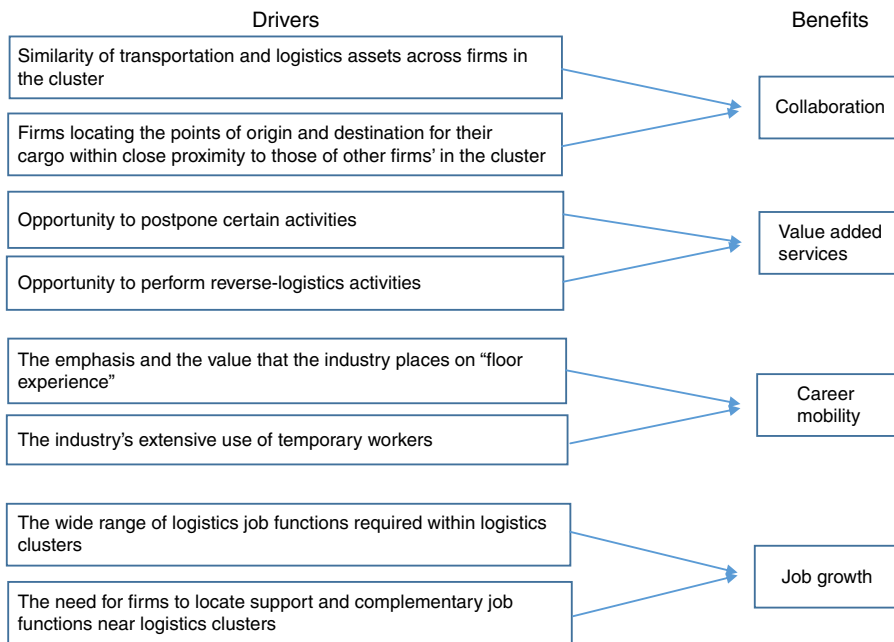 Drivers
Benefits
Similarity of transportation and logistics assets across firms in
the cluster
Collaboration
Firms locating the points of origin and destination for their
cargo within close proximity to those of other firms’ in the cluster
Opportunity to postpone certain activities
Value added
services
Opportunity to perform reverse-logistics activities
The emphasis and the value that the industry places on “floor
experience”
Career
mobility
The industry’s extensive use of temporary workers
The wide range of logistics job functions required within logistics
clusters
Job growth
The need for firms to locate support and complementary job
functions near logistics clusters